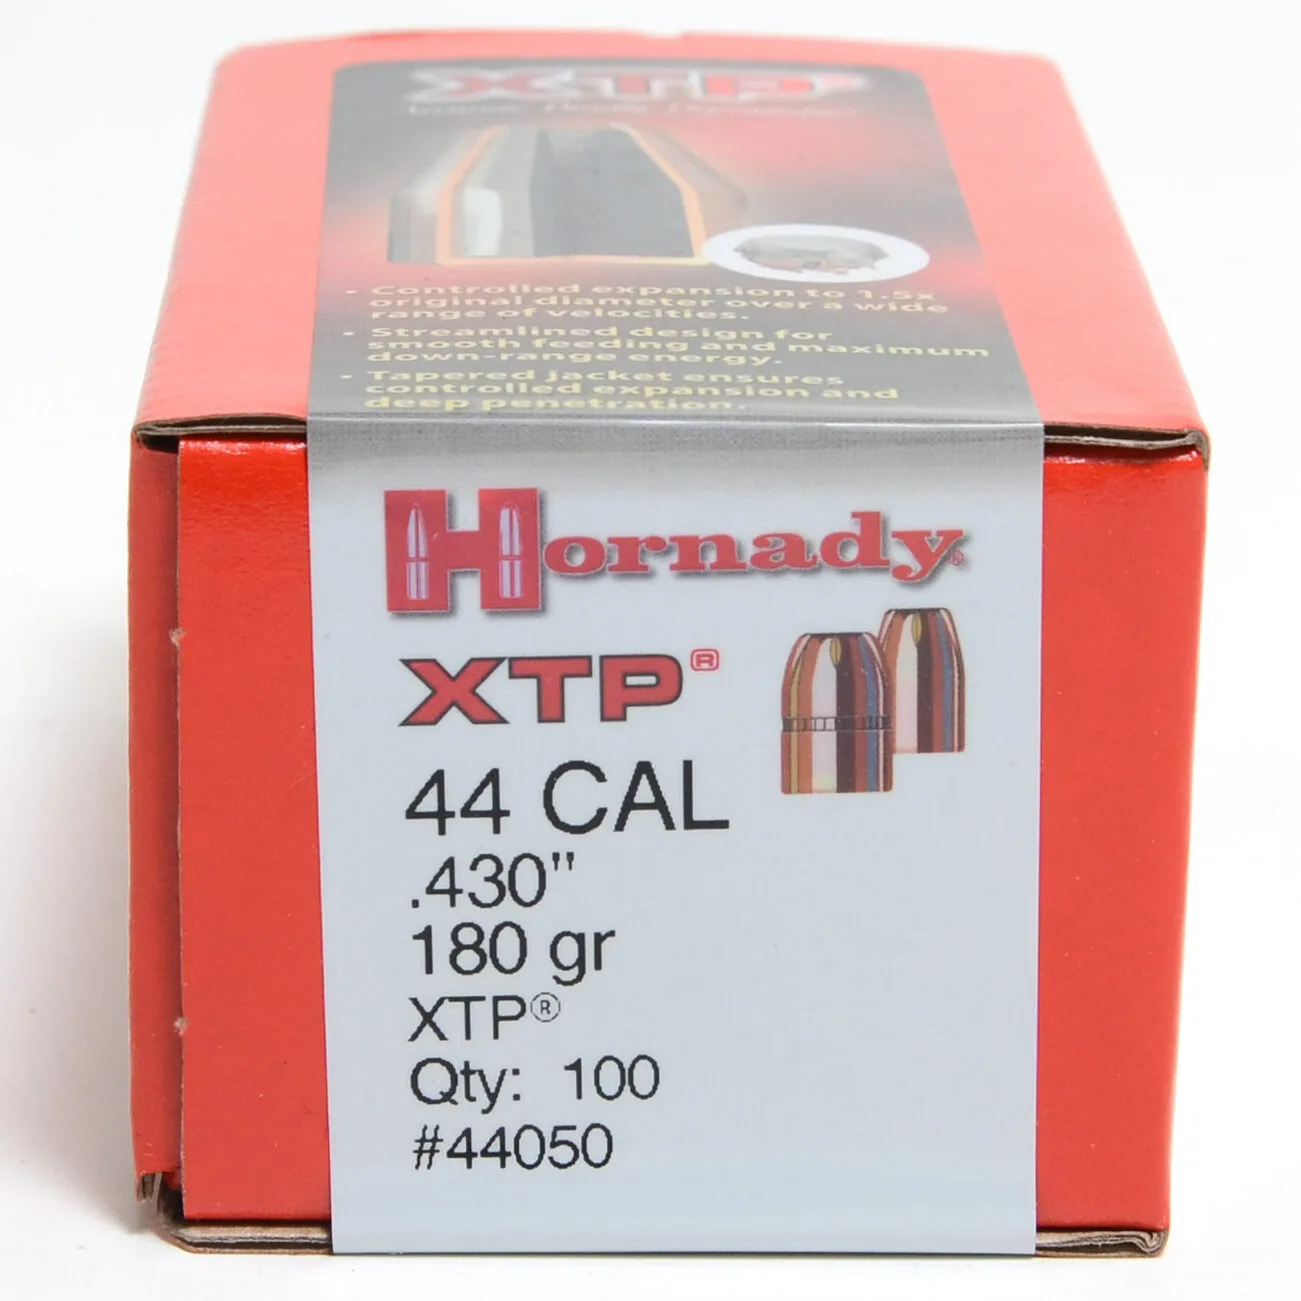 XTP®
• Controlled expansion to 1.5x
original diameter over a wide
range of velocities.
• Streamlined design for
smooth feeding and maximum
down-range energy.
• Tapered jacket ensures
controlled expansion and
deep penetration.
Hornady®
XTP®
44 CAL
.430"
180 gr
XTP®
Qty: 100
#44050